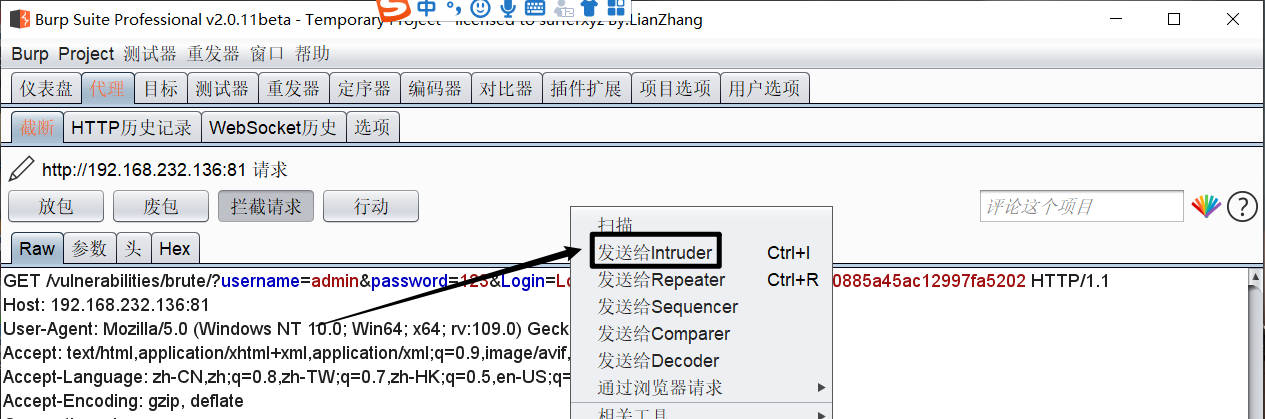 Burp Suite Professional v2.0.11beta - Temporary Project - licensed to surferxyz By:LianZhang
中
Burp Project 测试器 重发器 窗口 帮助
仪表盘 代理 目标 测试器 重发器 定序器 编码器 对比器 插件扩展 项目选项 用户选项
截断 HTTP历史记录 WebSocket历史 选项
http://192.168.232.136:81 请求
放包 废包 拦截请求 行动 评论这个项目 ?
Raw 参数 头 Hex
扫描
发送给Intruder Ctrl+I
发送给Repeater Ctrl+R
发送给Sequencer
发送给Comparer
发送给Decoder
通过浏览器请求
相关工具
GET /vulnerabilities/brute/?username=admin&password=123&Login=Lo 0885a45ac12997fa5202 HTTP/1.1
Host: 192.168.232.136:81
User-Agent: Mozilla/5.0 (Windows NT 10.0; Win64; x64; rv:109.0) Geck
Accept: text/html,application/xhtml+xml,application/xml;q=0.9,image/avif,
Accept-Language: zh-CN,zh;q=0.8,zh-TW;q=0.7,zh-HK;q=0.5,en-US;q=
Accept-Encoding: gzip, deflate